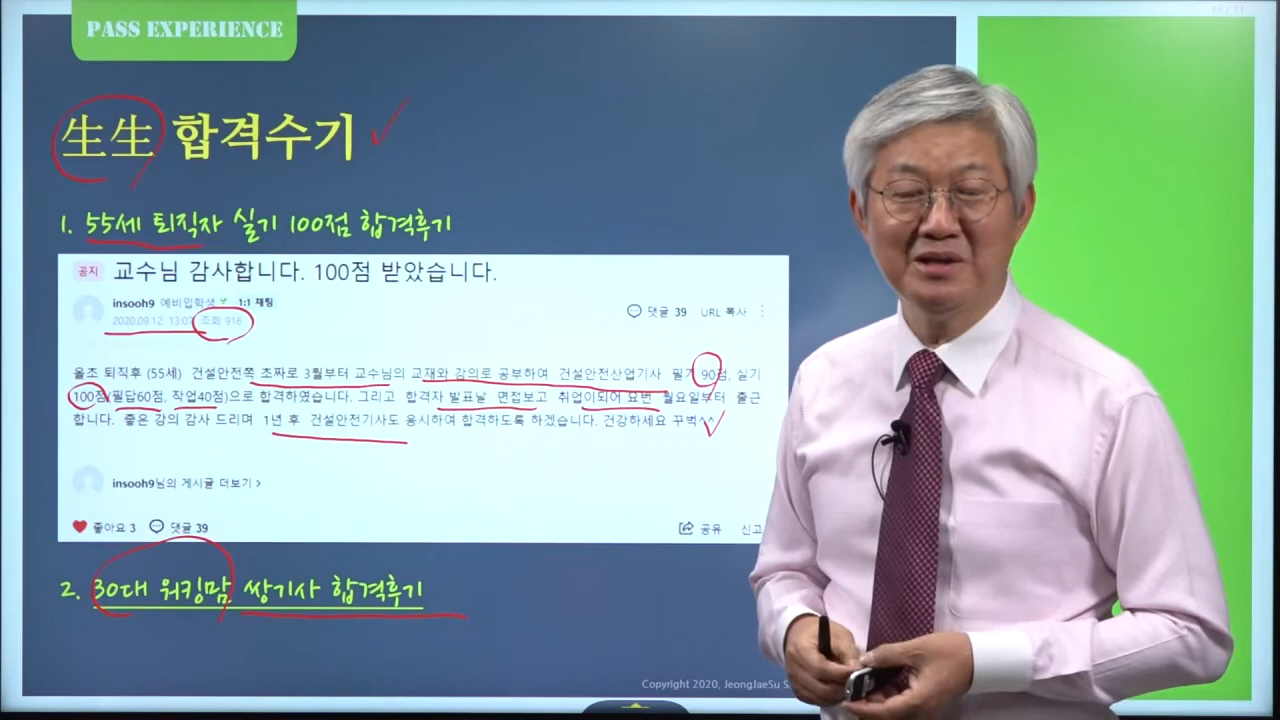 PASS EXPERIENCE
生生 합격수기
1. 55세 퇴직자 실기 100점 합격후기
공지 교수님 감사합니다. 100점 받았습니다.
insooh9 예비입학생 1:1 채팅
2020.09.12. 13:07 조회 916
댓글 39 URL 복사
올초 퇴직후 (55세) 건설안전쪽 초짜로 3월부터 교수님의 교재와 강의로 공부하여 건설안전산업기사 필기 90점, 실기
100점(필답60점, 작업40점)으로 합격하였습니다. 그리고 합격자 발표날 면접보고 취업이되어 요번 월요일부터 출근
합니다. 좋은 강의 감사 드리며 1년 후 건설안전기사도 응시하여 합격하도록 하겠습니다. 건강하세요 꾸벅^^
insooh9님의 게시글 더보기 >
좋아요 3 댓글 39
공유 신고
2. 30대 워킹맘 쌍기사 합격후기
Copyright 2020, JeongJaeSu